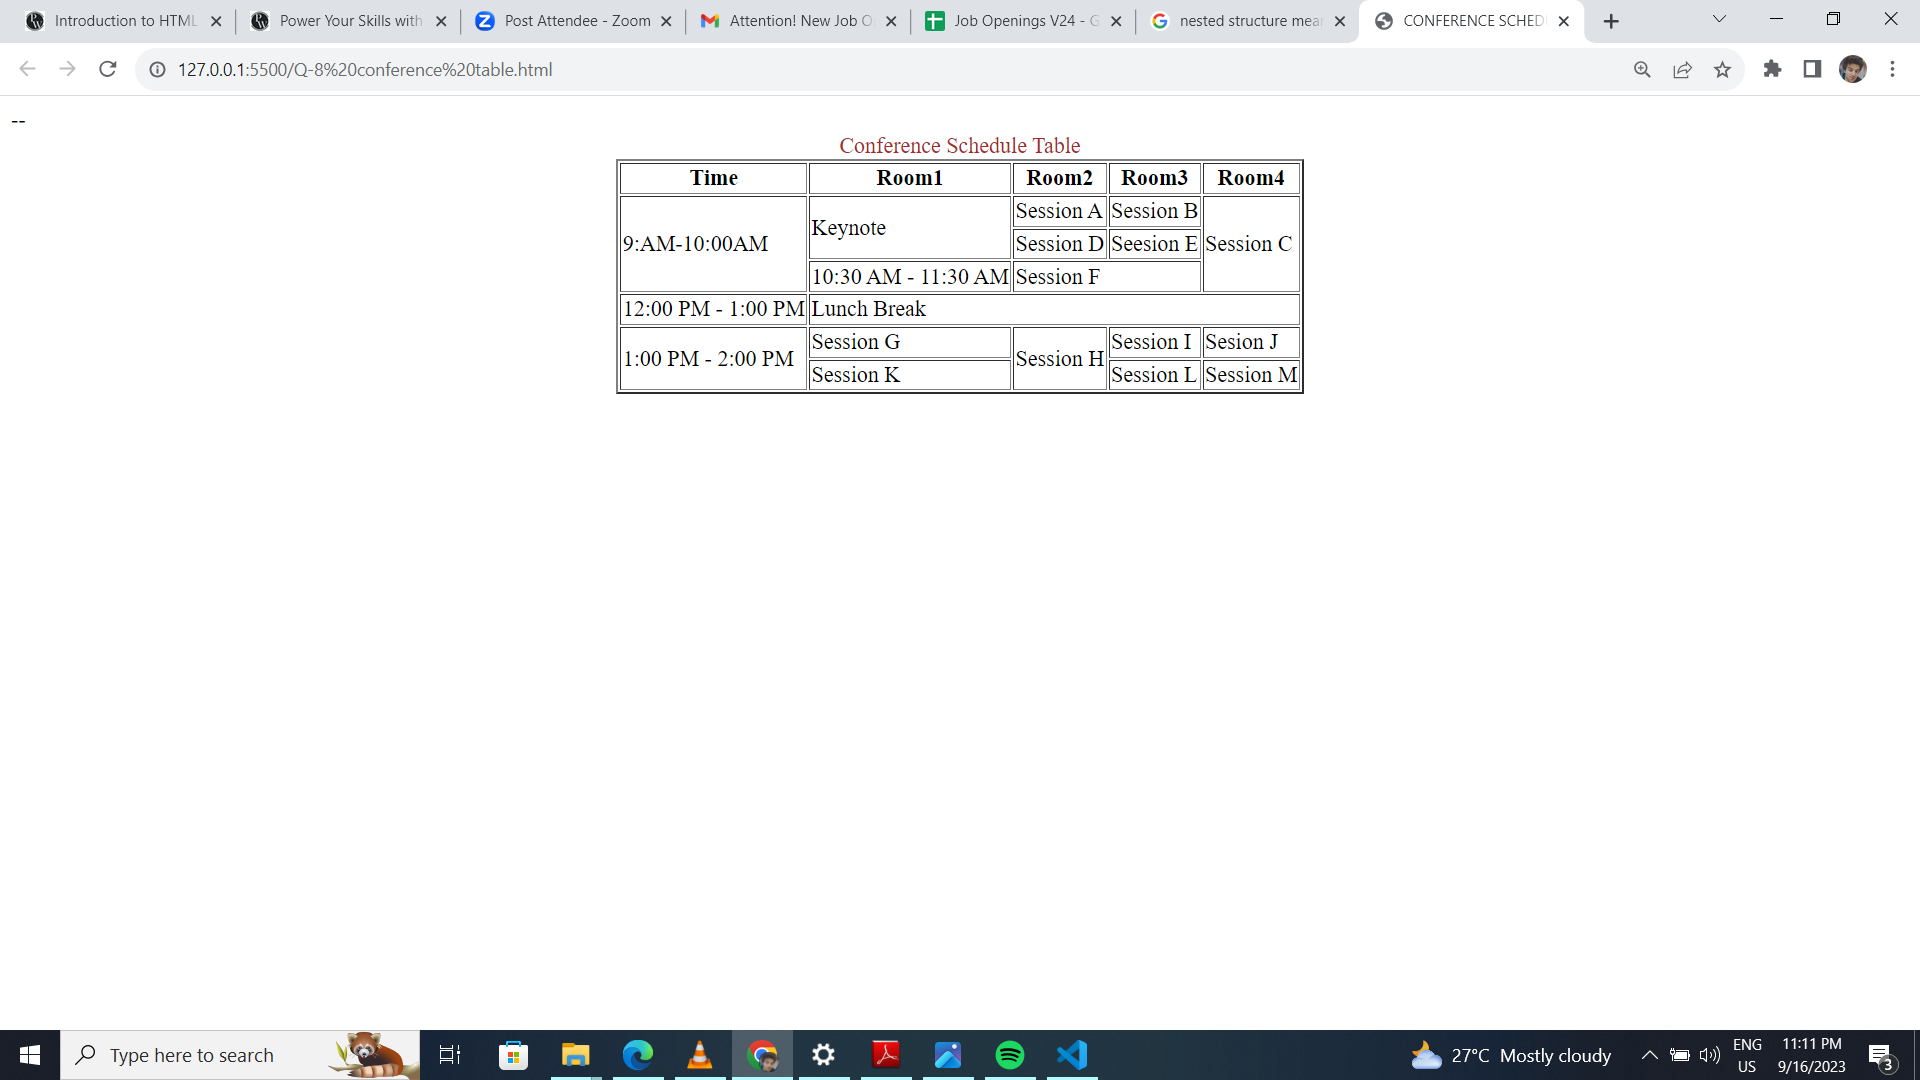 Introduction to HTML
Power Your Skills with
Post Attendee - Zoom
Attention! New Job O
Job Openings V24 - G
nested structure mean
CONFERENCE SCHED
127.0.0.1:5500/Q-8%20conference%20table.html
--
Conference Schedule Table
Time Room1 Room2 Room3 Room4
9:AM-10:00AM Keynote Session A Session B Session C
Session D Seesion E
10:30 AM - 11:30 AM Session F
12:00 PM - 1:00 PM Lunch Break
1:00 PM - 2:00 PM Session G Session H Session I Sesion J
Session K Session L Session M
Type here to search
27°C Mostly cloudy
ENG
US
11:11 PM
9/16/2023
3